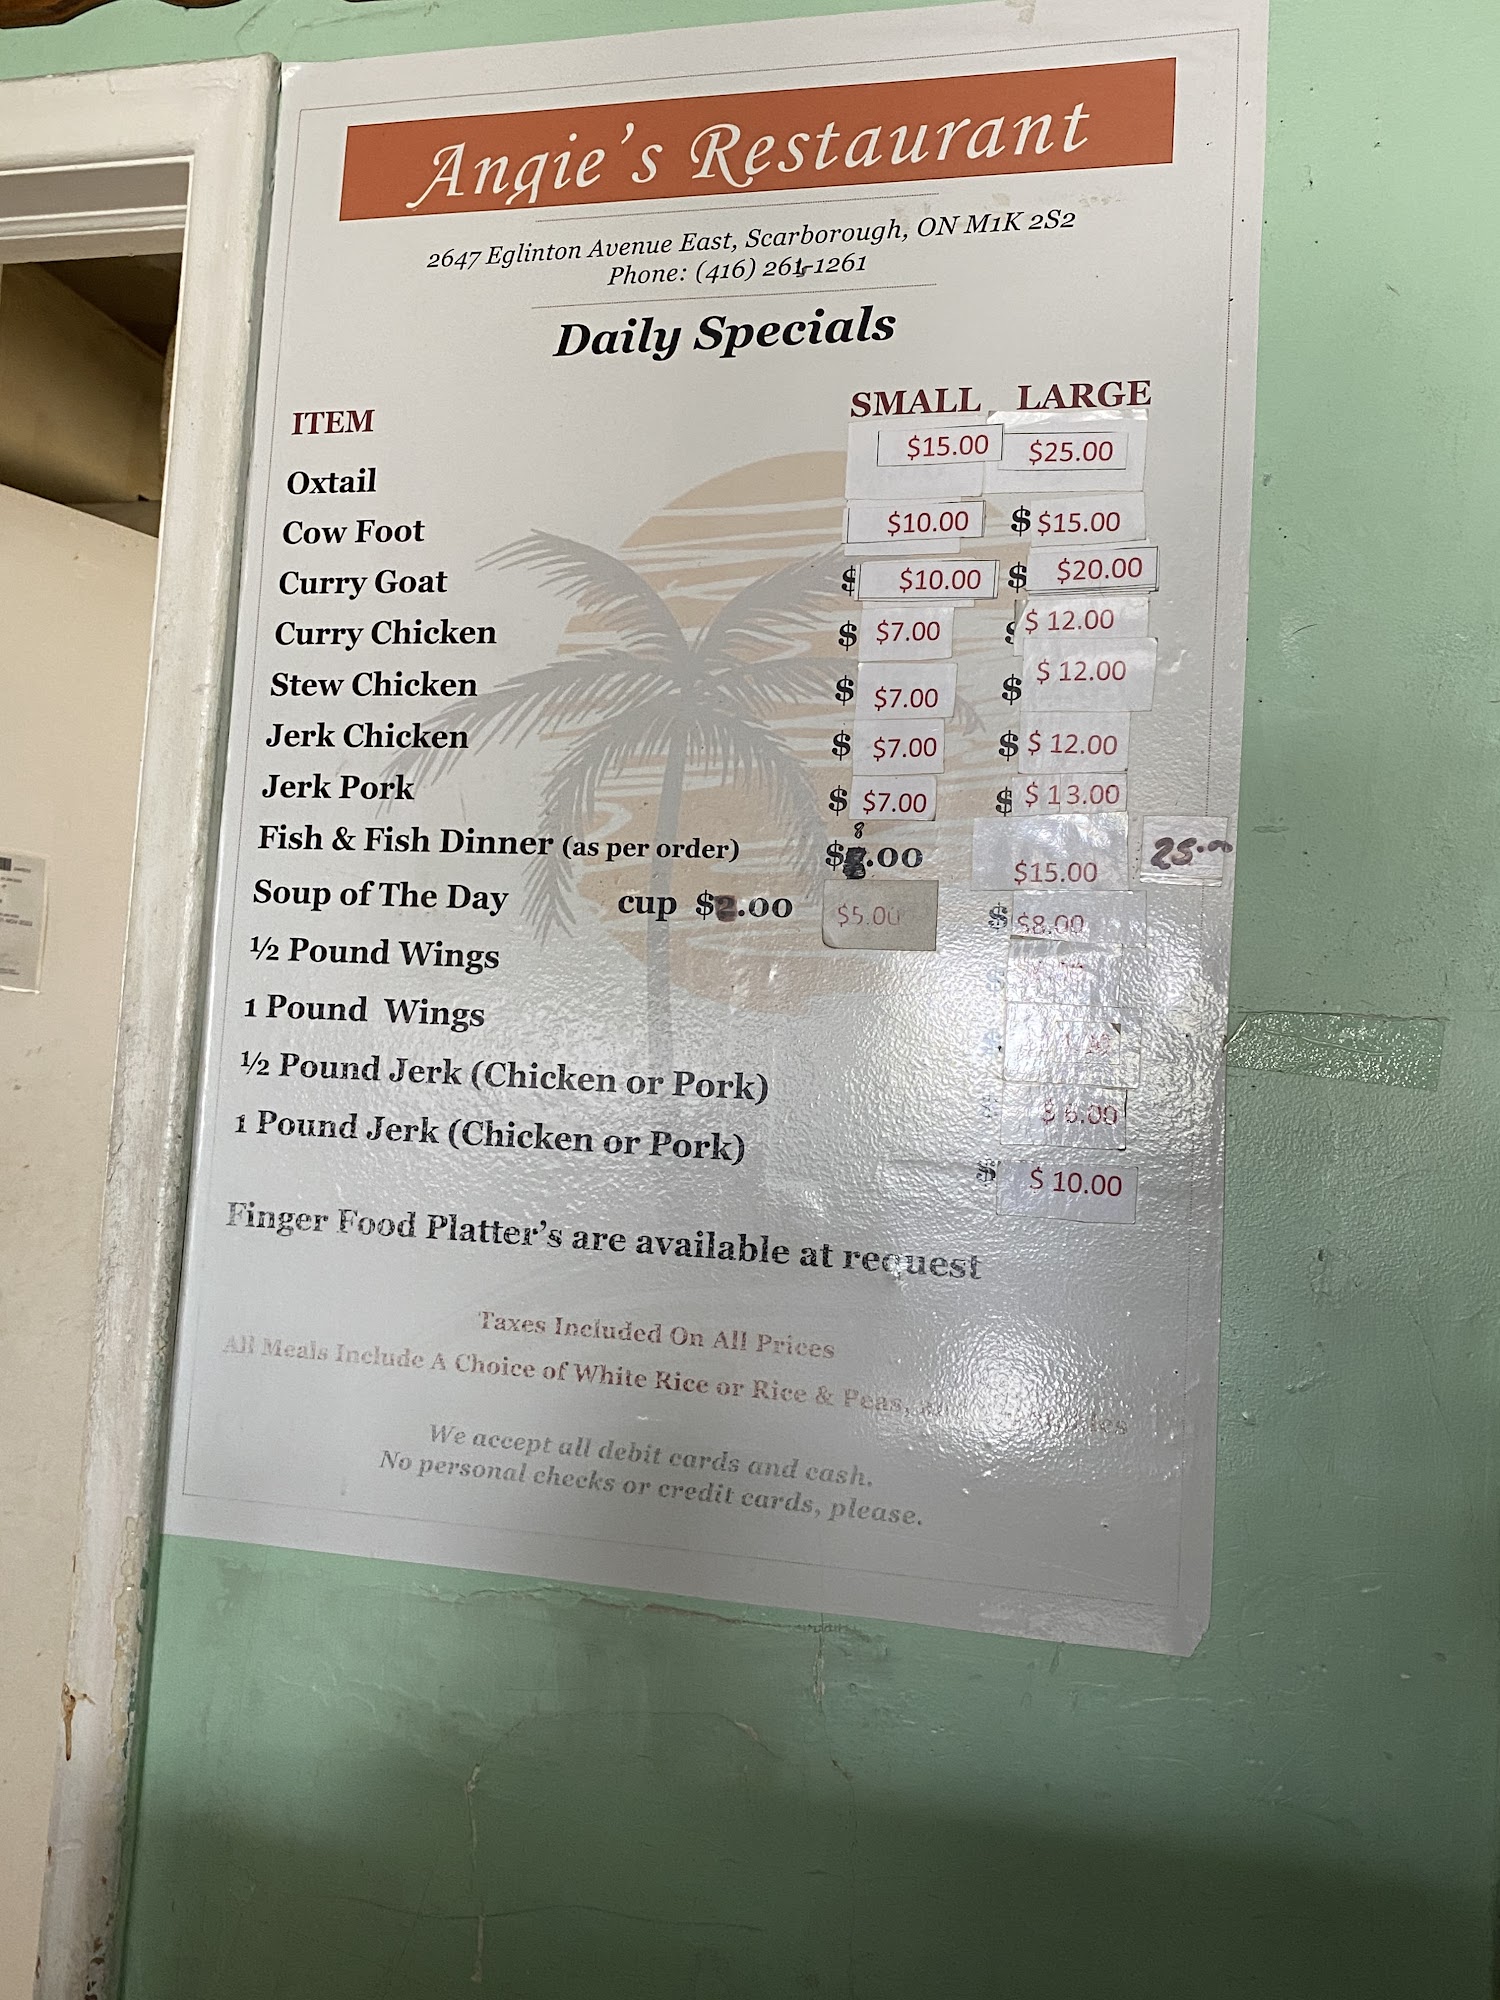 Angie's Restaurant
2647 Eglinton Avenue East, Scarborough, ON M1K 2S2
Phone: (416) 261-1261
Daily Specials
ITEM SMALL LARGE
Oxtail $15.00 $25.00
Cow Foot $10.00 $ $15.00
Curry Goat $ $10.00 $ $20.00
Curry Chicken $ $7.00 $ $ 12.00
Stew Chicken $ $7.00 $ $ 12.00
Jerk Chicken $ $7.00 $ $ 12.00
Jerk Pork $ $7.00 $ $ 13.00
Fish & Fish Dinner (as per order) $8.00 $15.00 25.00
Soup of The Day cup $2.00 $5.00 $ $8.00
½ Pound Wings
1 Pound Wings
½ Pound Jerk (Chicken or Pork) $ 6.00
1 Pound Jerk (Chicken or Pork) $ $ 10.00
Finger Food Platter's are available at request
Taxes Included On All Prices
All Meals Include A Choice of White Rice or Rice & Peas,
We accept all debit cards and cash.
No personal checks or credit cards, please.